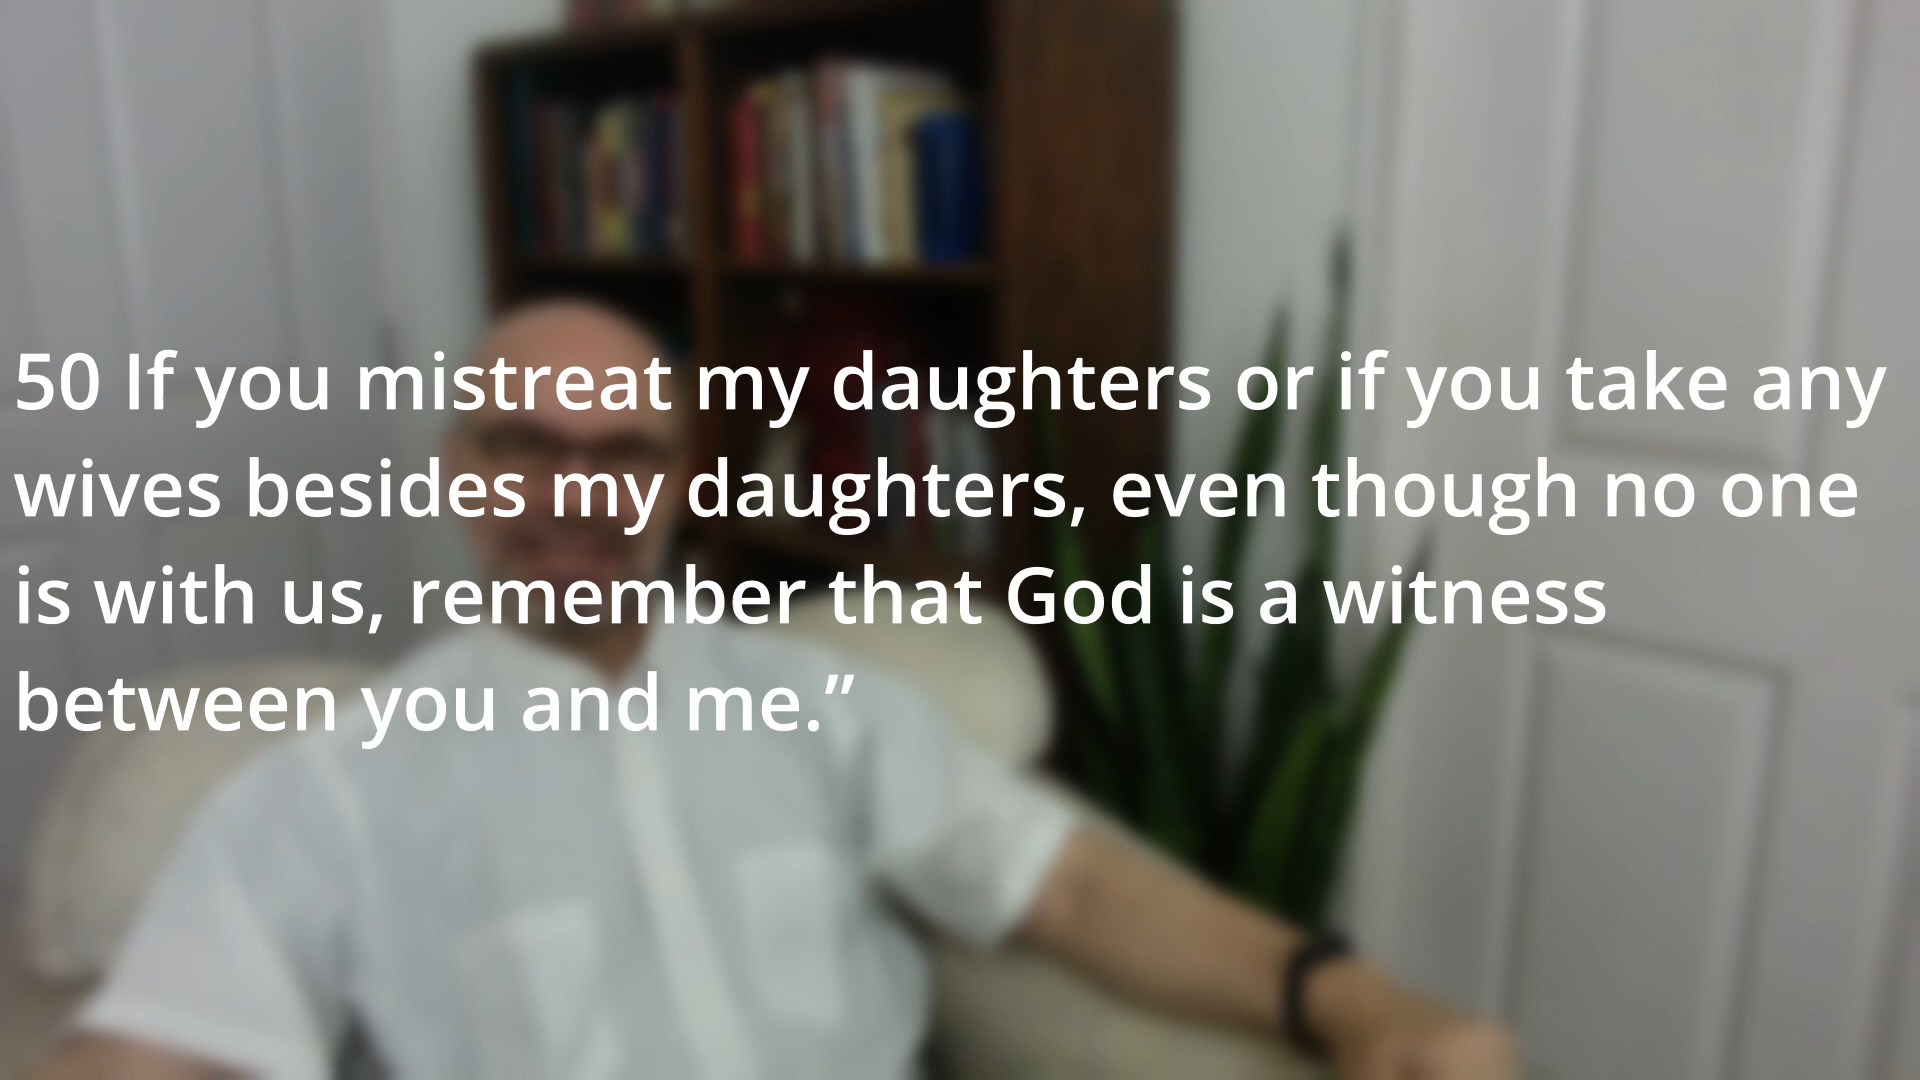 50 If you mistreat my daughters or if you take any
wives besides my daughters, even though no one
is with us, remember that God is a witness
between you and me.”